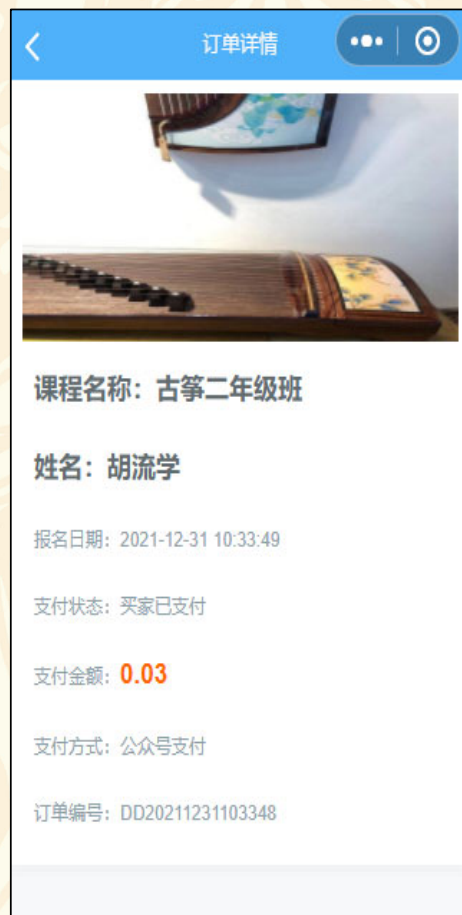 订单详情
课程名称：古筝二年级班
姓名：胡流学
报名日期：2021-12-31 10:33:49
支付状态：买家已支付
支付金额：0.03
支付方式：公众号支付
订单编号：DD20211231103348